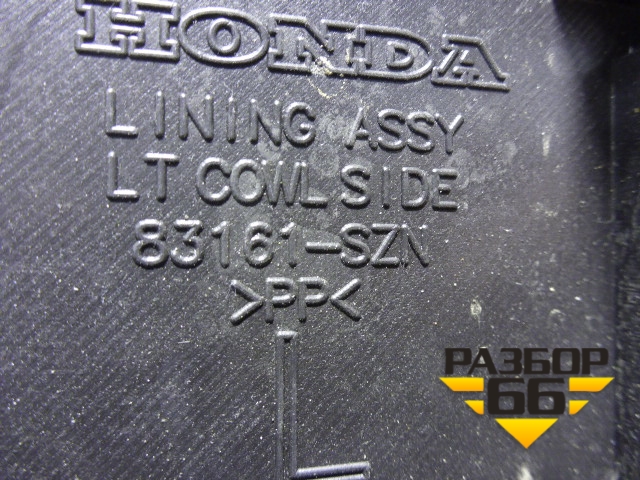 HONDA
LINING ASSY
LT COWL SIDE
83161-SZN
>PP<
РАЗБОР
66